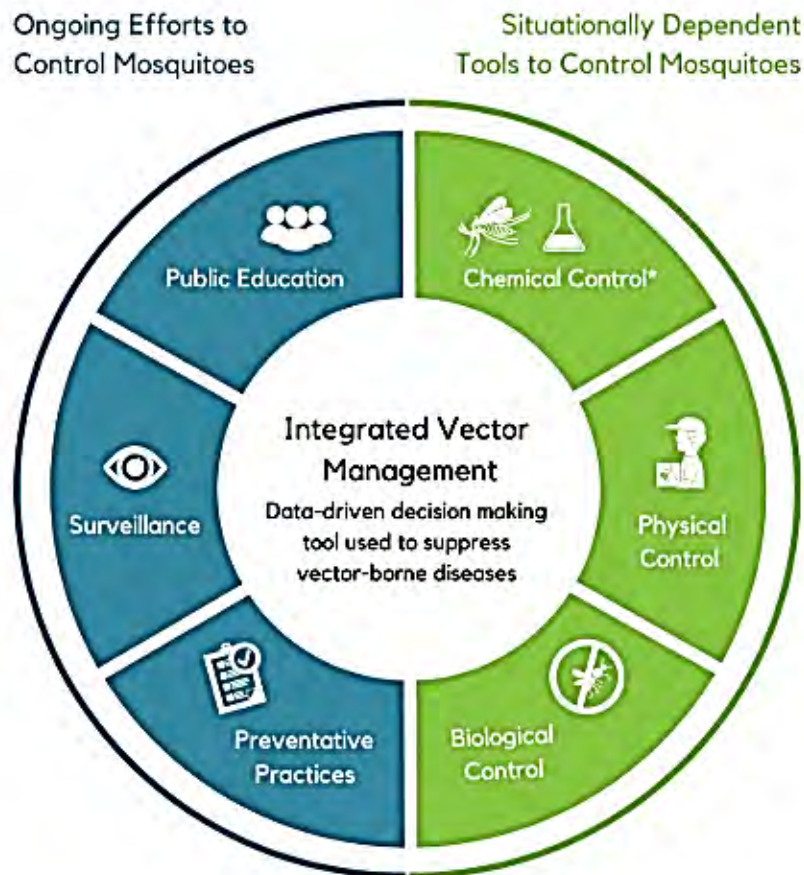 Ongoing Efforts to
Control Mosquitoes
Situationally Dependent
Tools to Control Mosquitoes
Public Education
Chemical Control*
Surveillance
Integrated Vector
Management
Data-driven decision making
tool used to suppress
vector-borne diseases
Physical
Control
Preventative
Practices
Biological
Control